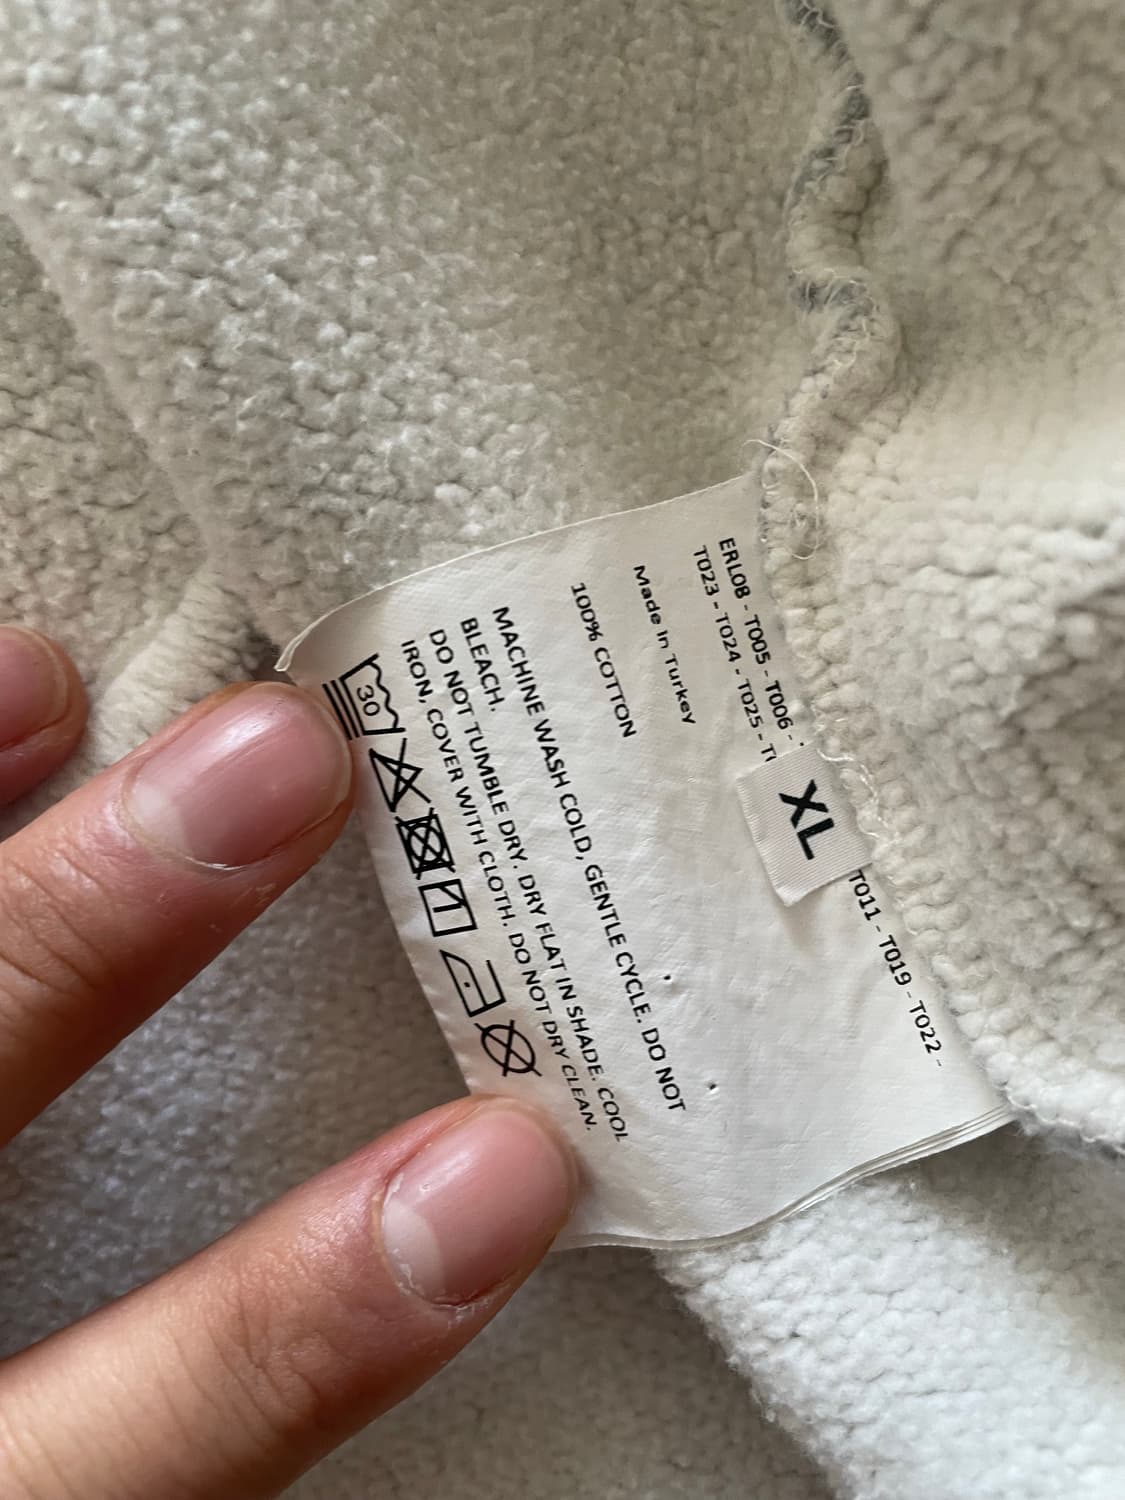 ERL08 - T005 - T006 -
T011 - T019 - T022 -
T023 - T024 - T025 -
XL
Made in Turkey
100% COTTON
MACHINE WASH COLD, GENTLE CYCLE. DO NOT
BLEACH.
DO NOT TUMBLE DRY. DRY FLAT IN SHADE. COOL
IRON, COVER WITH CLOTH. DO NOT DRY CLEAN.
30